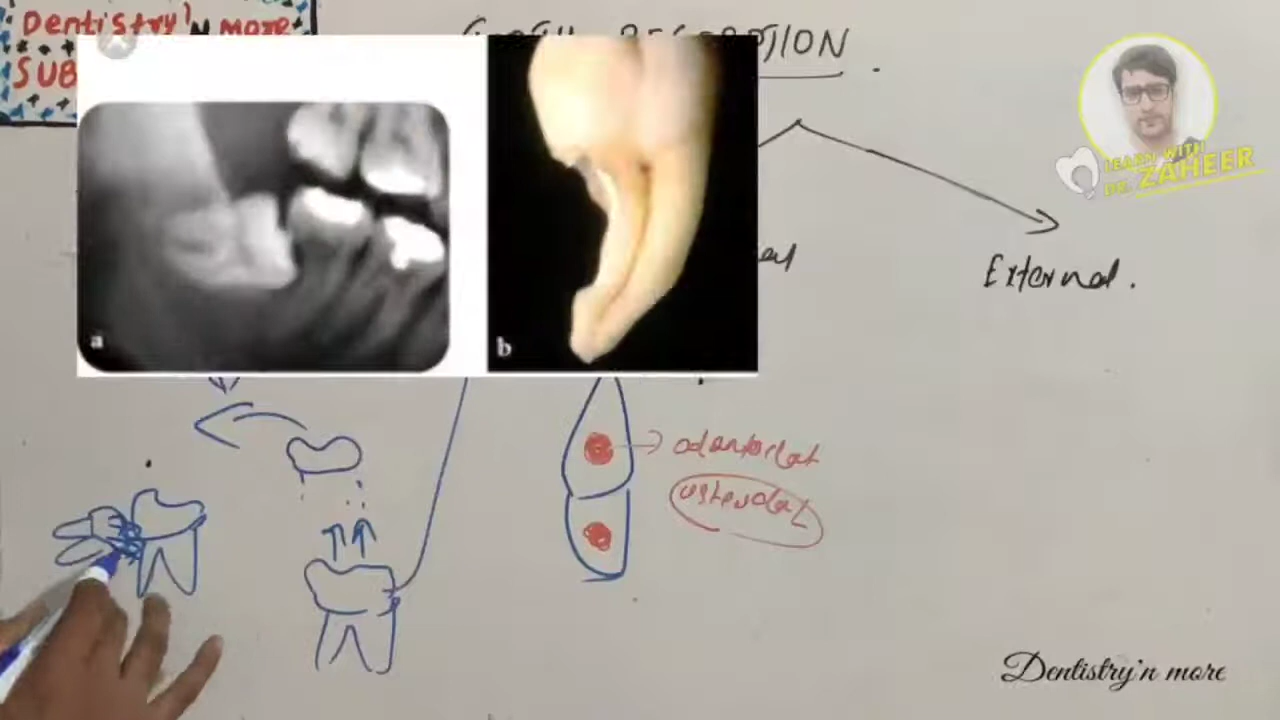 Dentistry'N more
SUB
RESORPTION
LEARN WITH
DR. ZAHEER
External.
a
b
odontoclast
osteoclast
Dentistry'n more